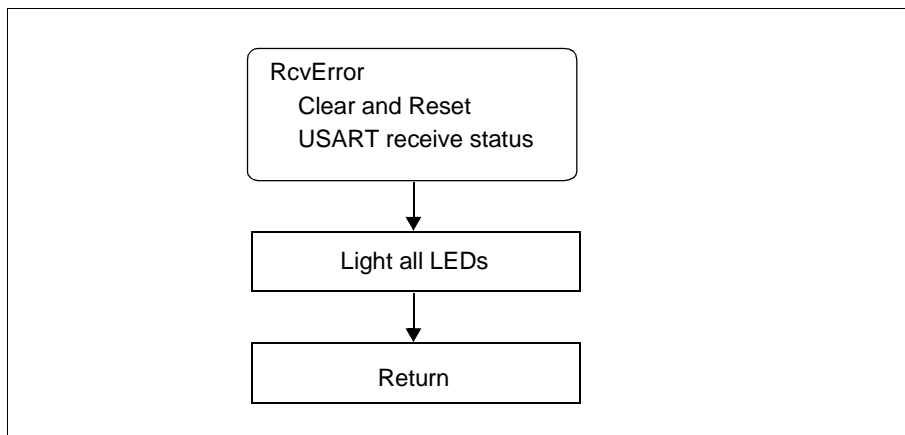 RcvError
Clear and Reset
USART receive status
Light all LEDs
Return